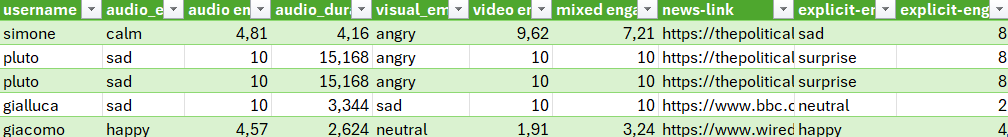 username audio_e audio en audio_dura visual_em video en mixed enga news-link explicit-en explicit-eng
simone calm 4,81 4,16 angry 9,62 7,21 https://thepolitical sad 8
pluto sad 10 15,168 angry 10 10 https://thepolitical surprise 8
pluto sad 10 15,168 angry 10 10 https://thepolitical surprise 8
gialluca sad 10 3,344 sad 10 10 https://www.bbc.c neutral 2
giacomo happy 4,57 2,624 neutral 1,91 3,24 https://www.wired happy 4